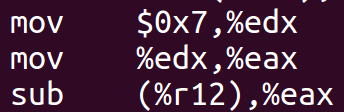 mov    $0x7,%edx
mov    %edx,%eax
sub    (%r12),%eax